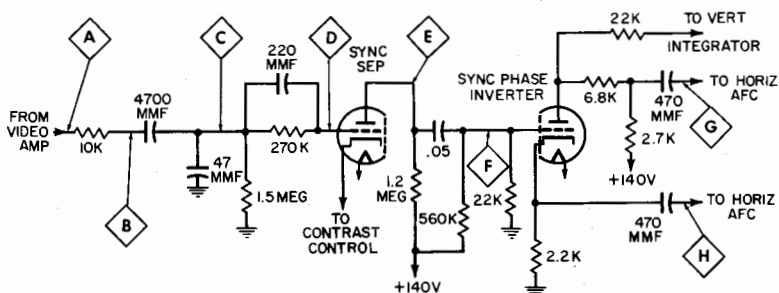 22K
TO VERT
INTEGRATOR
A
C
D
E
220
MMF
SYNC
SEP
SYNC PHASE
INVERTER
FROM
VIDEO
AMP
4700
MMF
6.8K
470
MMF
TO HORIZ
AFC
G
10K
47
MMF
270K
.05
F
2.7K
+140V
B
1.5 MEG
1.2
MEG
22K
TO
CONTRAST
CONTROL
560K
470
MMF
TO HORIZ
AFC
H
2.2K
+140V